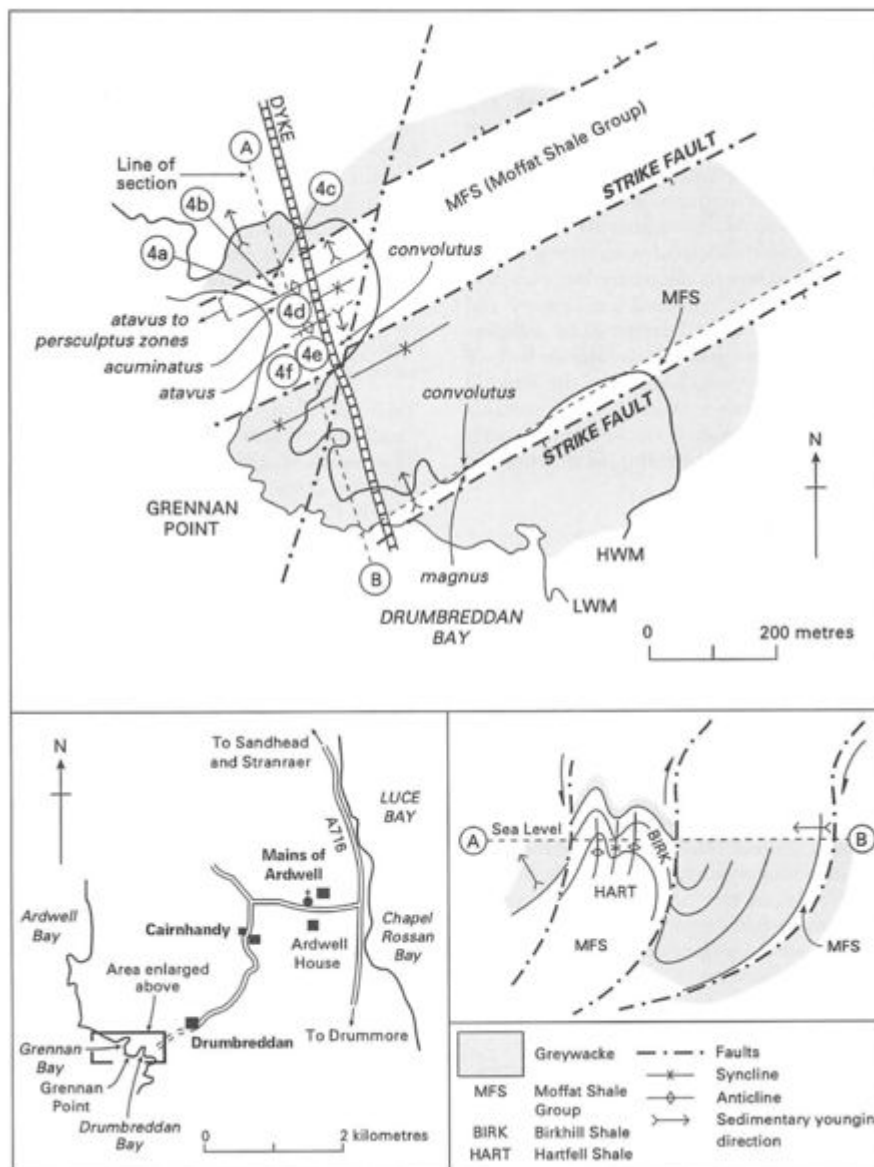 DYKE
A
Line of
section
4c
4b
4a
MFS (Moffat Shale Group)
STRIKE FAULT
convolutus
MFS
4d
atavus to
persculptus zones
4e
acuminatus
4f
atavus
convolutus
STRIKE FAULT
N
GRENNAN
POINT
HWM
B
magnus
LWM
DRUMBREDDAN
BAY
0
200 metres
N
To Sandhead
and Stranraer
LUCE BAY
A716
Mains of
Ardwell
Ardwell
Bay
Cairnhandy
Ardwell
House
Chapel
Rossan
Bay
Area enlarged
above
Drumbreddan
To Drummore
Grennan
Bay
Grennan
Point
Drumbreddan
Bay
0
2 kilometres
A
Sea Level
BIRK
B
HART
MFS
MFS
Greywacke
Faults
Syncline
MFS
Moffat Shale
Group
Anticline
Sedimentary youngin
direction
BIRK
Birkhill Shale
HART
Hartfell Shale